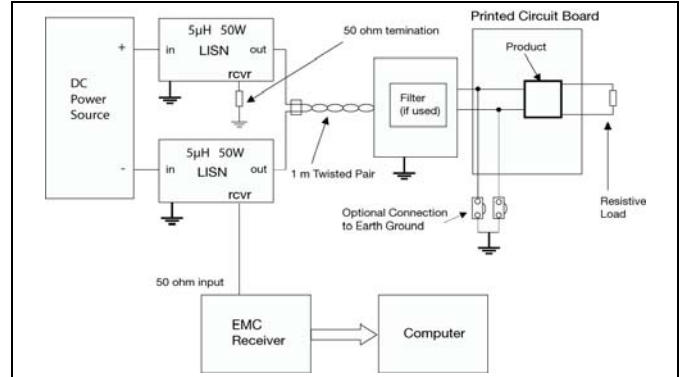 Printed Circuit Board
5µH 50W
in
out
LISN
rcvr
50 ohm temination
Product
+
DC
Power
Source
-
Filter
(if used)
5µH 50W
in
out
LISN
rcvr
1 m Twisted Pair
Optional Connection
to Earth Ground
Resistive
Load
50 ohm input
EMC
Receiver
Computer